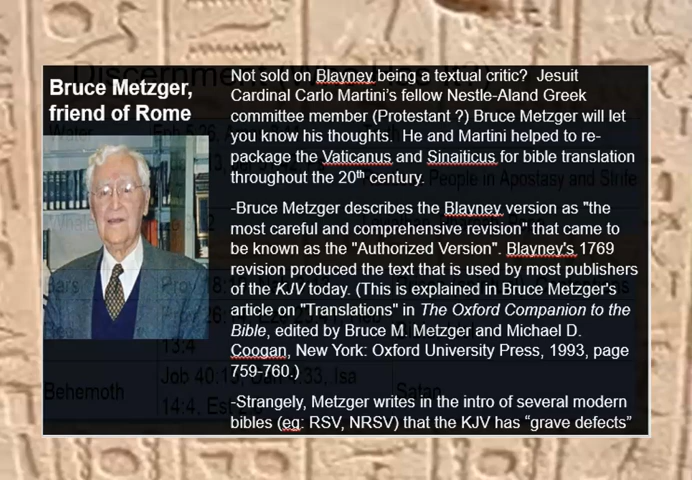 Bruce Metzger,
friend of Rome
Not sold on Blayney being a textual critic?  Jesuit
Cardinal Carlo Martini's fellow Nestle-Aland Greek
committee member (Protestant ?) Bruce Metzger will let
you know his thoughts.  He and Martini helped to re-
package the Vaticanus and Sinaiticus for bible translation
throughout the 20th century.
-Bruce Metzger describes the Blayney version as "the
most careful and comprehensive revision" that came to
be known as the "Authorized Version". Blayney's 1769
revision produced the text that is used by most publishers
of the KJV today. (This is explained in Bruce Metzger's
article on "Translations" in The Oxford Companion to the
Bible, edited by Bruce M. Metzger and Michael D.
Coogan, New York: Oxford University Press, 1993, page
759-760.)
-Strangely, Metzger writes in the intro of several modern
bibles (eg: RSV, NRSV) that the KJV has “grave defects”
Behemoth
Job 40:15
33, Isa
14:4
Satan
13:4